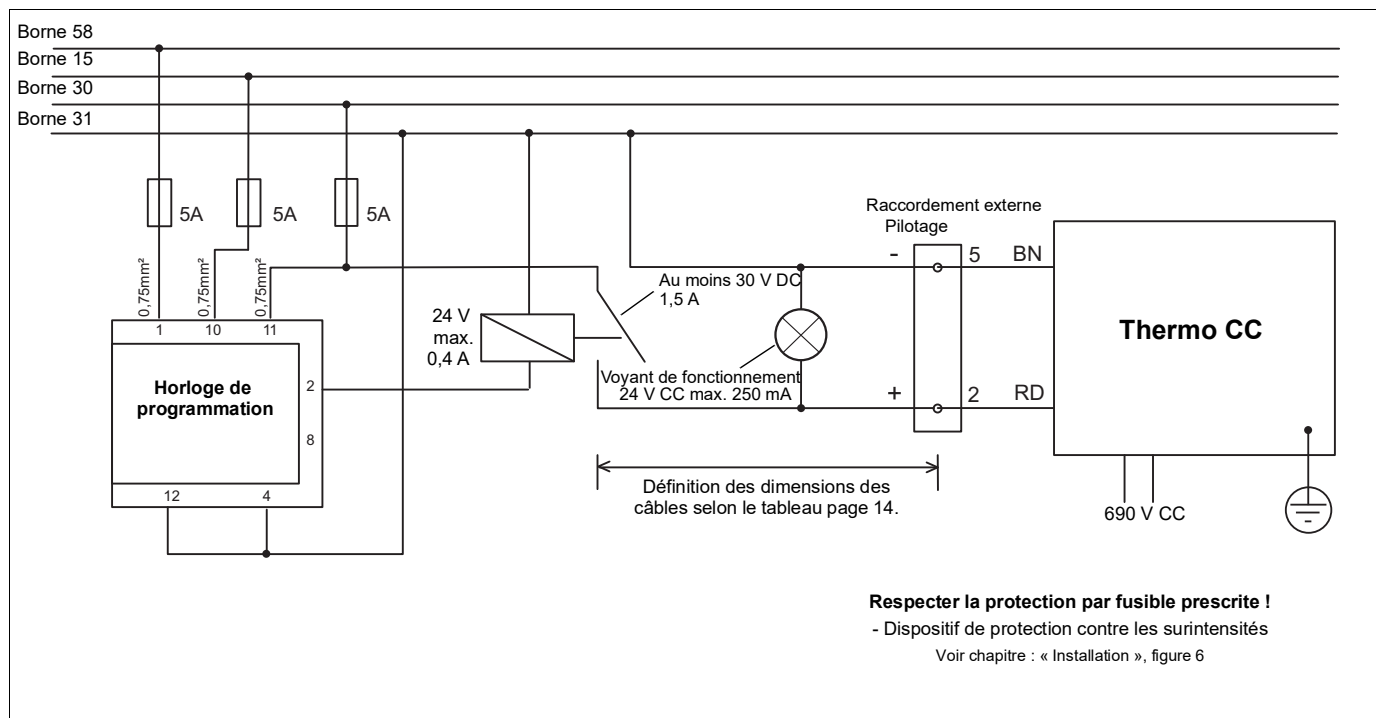 Borne 58
Borne 15
Borne 30
Borne 31
5A
5A
5A
0,75mm²
0,75mm²
0,75mm²
1
10
11
Horloge de
programmation
2
8
12
4
24 V
max.
0,4 A
Au moins 30 V DC
1,5 A
Voyant de fonctionnement
24 V CC max. 250 mA
Raccordement externe
Pilotage
-
5
BN
+
2
RD
Thermo CC
690 V CC
Définition des dimensions des
câbles selon le tableau page 14.
Respecter la protection par fusible prescrite !
- Dispositif de protection contre les surintensités
Voir chapitre : « Installation », figure 6